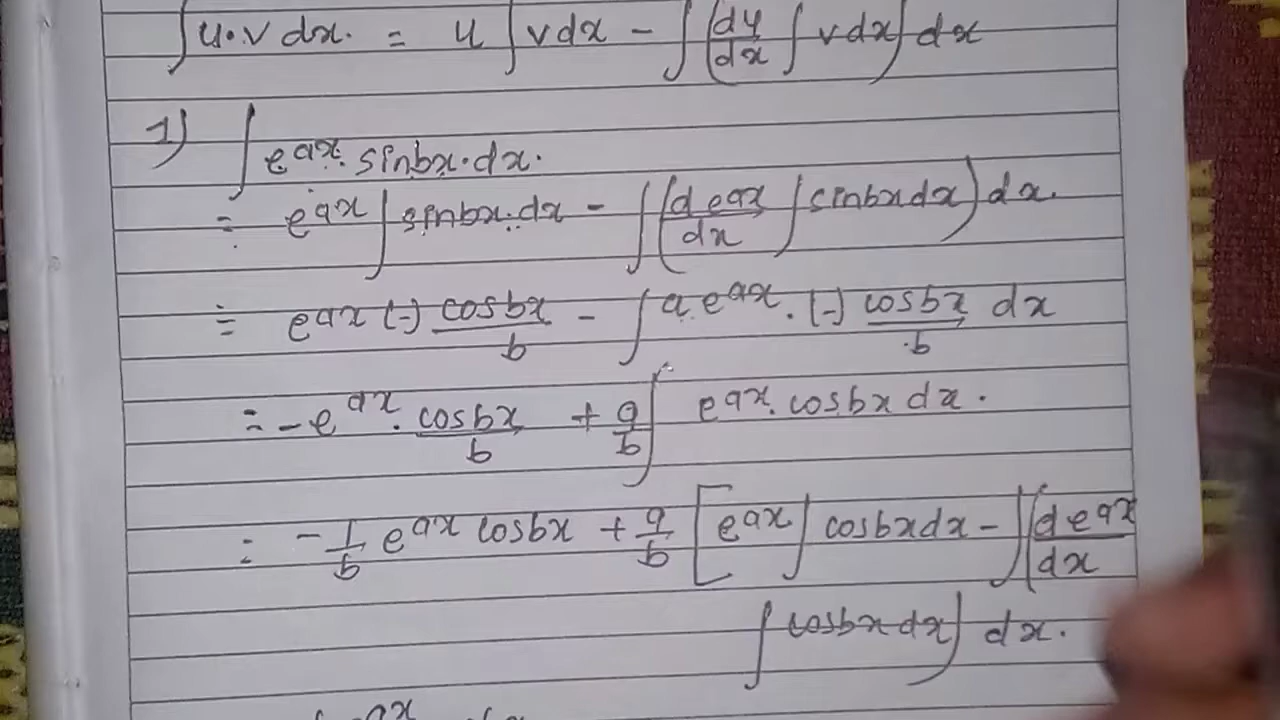 ∫u·v dx. = u ∫v dx - ∫(du/dx ∫v dx) dx
1) ∫e^ax · sinbx · dx.
= e^ax ∫sinbx · dx - ∫(d e^ax/dx ∫sinbx dx) dx.
= e^ax (-) cosbx/b - ∫a e^ax · (-) cosbx/b dx
= - e^ax · cosbx/b + a/b ∫ e^ax · cosbx dx.
= - 1/b e^ax cosbx + a/b [e^ax ∫cosbx dx - ∫(d e^ax/dx
∫cosbx dx) dx.